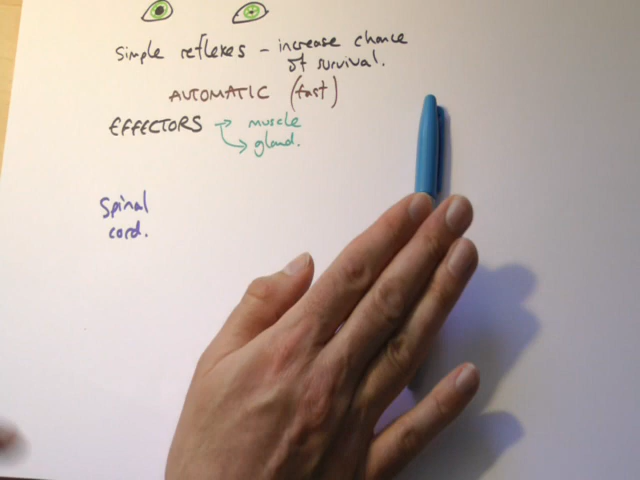 Simple reflexes - increase chance
of survival.
AUTOMATIC (fast)
EFFECTORS → muscle
→ gland.
Spinal
cord.